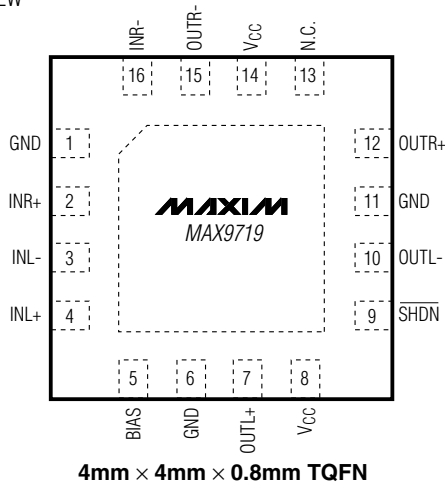 EW
INR-
OUTR-
VCC
N.C.
16
15
14
13
GND 1
12 OUTR+
INR+ 2
11 GND
INL- 3
10 OUTL-
INL+ 4
9 SHDN
MAXIM
MAX9719
5
6
7
8
BIAS
GND
OUTL+
VCC
4mm × 4mm × 0.8mm TQFN